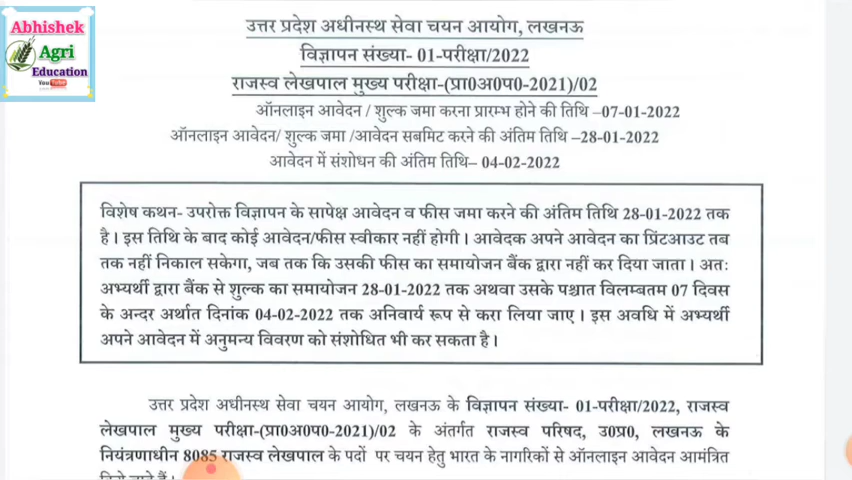 Abhishek
Agri
Education
YouTube
उत्तर प्रदेश अधीनस्थ सेवा चयन आयोग, लखनऊ
विज्ञापन संख्या- 01-परीक्षा/2022
राजस्व लेखपाल मुख्य परीक्षा-(प्रा0अ0प0-2021)/02
ऑनलाइन आवेदन / शुल्क जमा करना प्रारम्भ होने की तिथि –07-01-2022
ऑनलाइन आवेदन/ शुल्क जमा /आवेदन सबमिट करने की अंतिम तिथि –28-01-2022
आवेदन में संशोधन की अंतिम तिथि– 04-02-2022
विशेष कथन- उपरोक्त विज्ञापन के सापेक्ष आवेदन व फीस जमा करने की अंतिम तिथि 28-01-2022 तक
है। इस तिथि के बाद कोई आवेदन/फीस स्वीकार नहीं होगी। आवेदक अपने आवेदन का प्रिंटआउट तब
तक नहीं निकाल सकेगा, जब तक कि उसकी फीस का समायोजन बैंक द्वारा नहीं कर दिया जाता। अतः
अभ्यर्थी द्वारा बैंक से शुल्क का समायोजन 28-01-2022 तक अथवा उसके पश्चात विलम्बतम 07 दिवस
के अन्दर अर्थात दिनांक 04-02-2022 तक अनिवार्य रूप से करा लिया जाए। इस अवधि में अभ्यर्थी
अपने आवेदन में अनुमन्य विवरण को संशोधित भी कर सकता है।
उत्तर प्रदेश अधीनस्थ सेवा चयन आयोग, लखनऊ के विज्ञापन संख्या- 01-परीक्षा/2022, राजस्व
लेखपाल मुख्य परीक्षा-(प्रा0अ0प0-2021)/02 के अंतर्गत राजस्व परिषद, उ0प्र0, लखनऊ के
नियंत्रणाधीन 8085 राजस्व लेखपाल के पदों पर चयन हेतु भारत के नागरिकों से ऑनलाइन आवेदन आमंत्रित